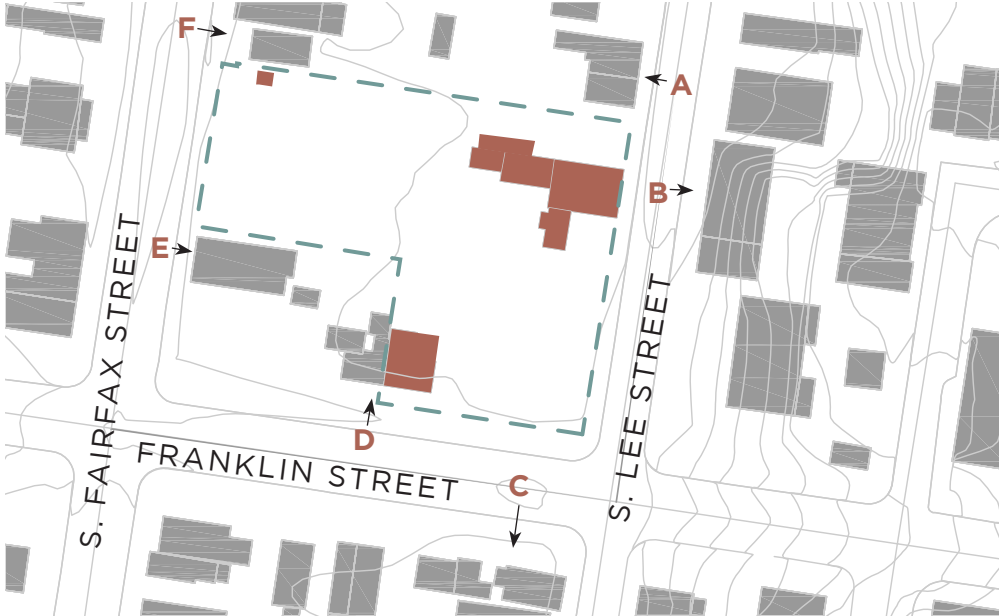 F
A
B
E
S. FAIRFAX STREET
S. LEE STREET
D
FRANKLIN STREET
C